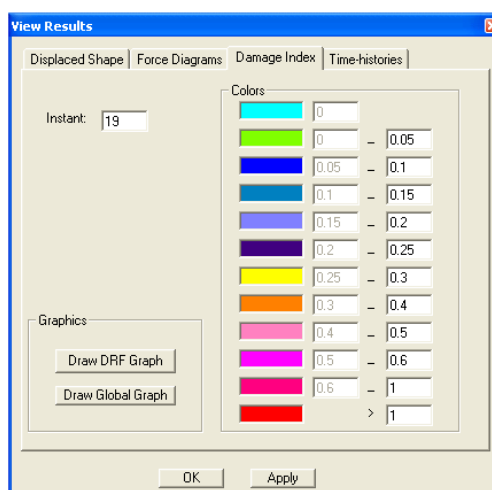 View Results
Displaced Shape Force Diagrams Damage Index Time-histories
Instant: 19
Colors
0
0 – 0.05
0.05 – 0.1
0.1 – 0.15
0.15 – 0.2
0.2 – 0.25
0.25 – 0.3
0.3 – 0.4
0.4 – 0.5
0.5 – 0.6
0.6 – 1
> 1
Graphics
Draw DRF Graph
Draw Global Graph
OK Apply